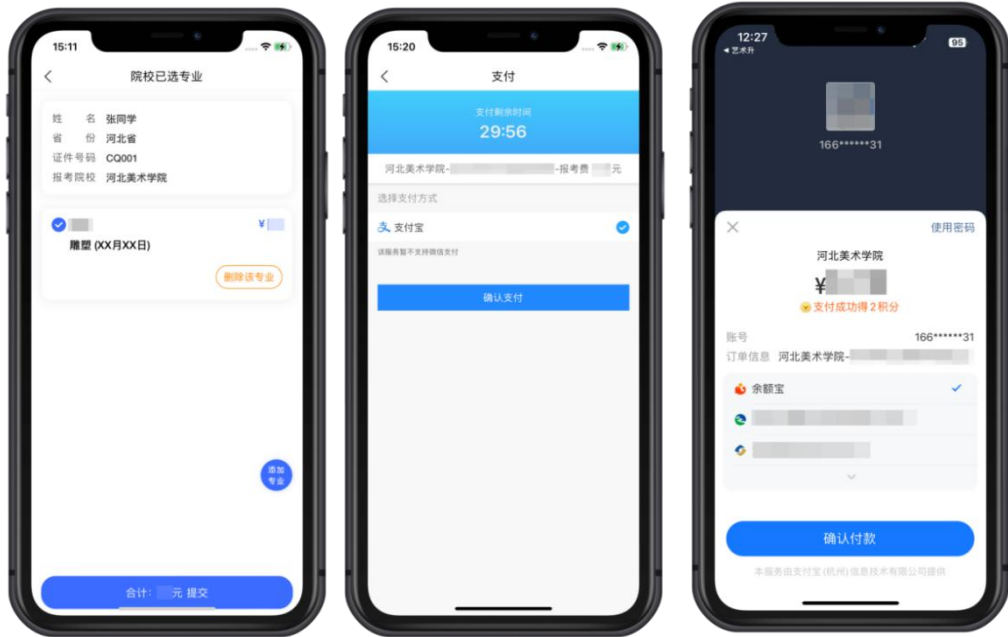 15:11
院校已选专业
姓 名 张同学
省 份 河北省
证件号码 CQ001
报考院校 河北美术学院
¥
雕塑 (XX月XX日)
删除该专业
添加
专业
合计: 元 提交
15:20
支付
支付剩余时间
29:56
河北美术学院- -报考费 元
选择支付方式
支付宝
该服务暂不支持微信支付
确认支付
12:27
◀ 艺术升
95
166******31
使用密码
河北美术学院
¥
支付成功得2积分
账号 166******31
订单信息 河北美术学院-
余额宝
确认付款
本服务由支付宝(杭州)信息技术有限公司提供